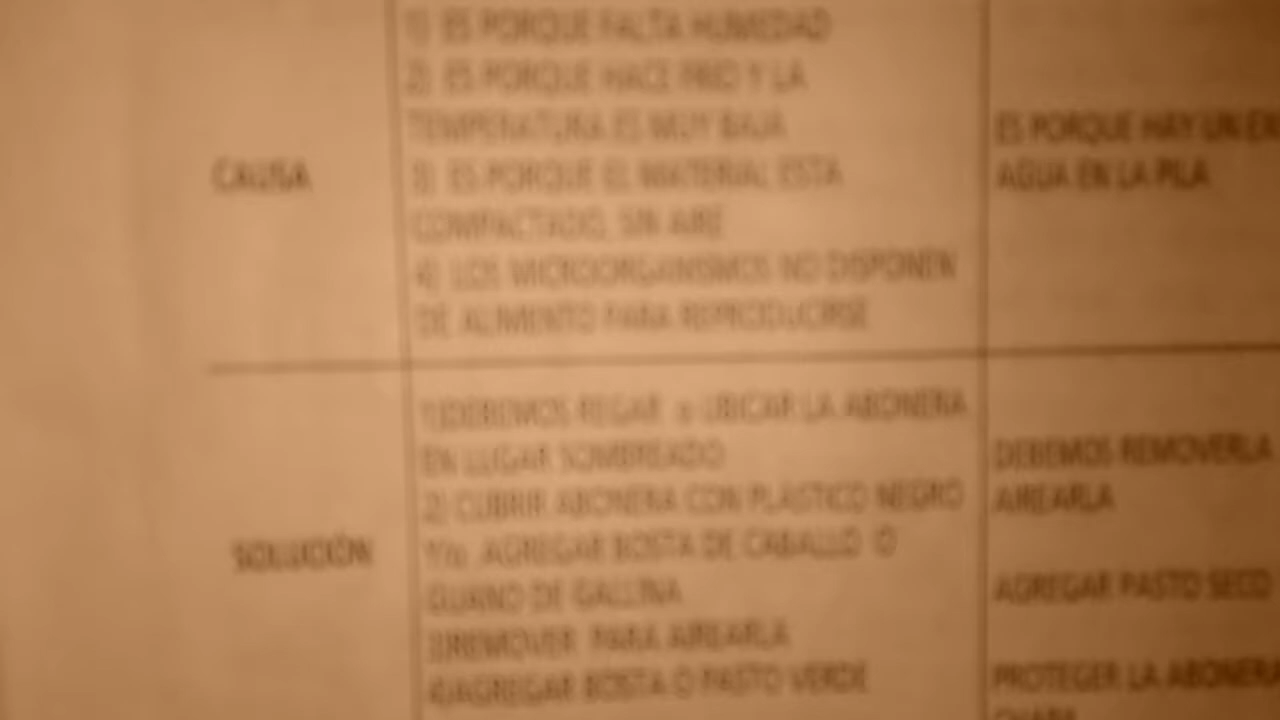 CAUSA
1) ES PORQUE FALTA HUMEDAD
2) ES PORQUE HACE FRIO Y LA
TEMPERATURA ES MUY BAJA
3) ES PORQUE EL MATERIAL ESTA
COMPACTADO, SIN AIRE
4) LOS MICROORGANISMOS NO DISPONEN
DE ALIMENTO PARA REPRODUCIRSE
ES PORQUE HAY UN
AGUA EN LA PILA
SOLUCIÓN
1)DEBEMOS REGAR o UBICAR LA ABONERA
EN LUGAR SOMBREADO
2) CUBRIR ABONERA CON PLÁSTICO NEGRO
Y/o AGREGAR BOSTA DE CABALLO O
GUANO DE GALLINA
3)REMOVER PARA AIREARLA
4)AGREGAR BOSTA O PASTO VERDE
DEBEMOS REMOVERLA
AIREARLA
AGREGAR PASTO SECO
PROTEGER LA ABONERA